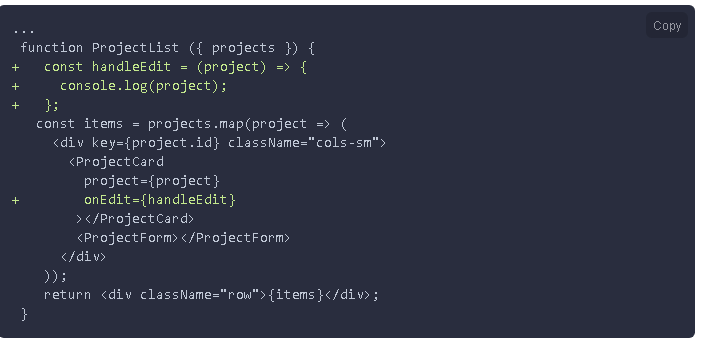 Copy
...
 function ProjectList ({ projects }) {
+   const handleEdit = (project) => {
+     console.log(project);
+   };
   const items = projects.map(project => (
     <div key={project.id} className="cols-sm">
       <ProjectCard
         project={project}
+        onEdit={handleEdit}
        ></ProjectCard>
        <ProjectForm></ProjectForm>
      </div>
    ));
    return <div className="row">{items}</div>;
 }